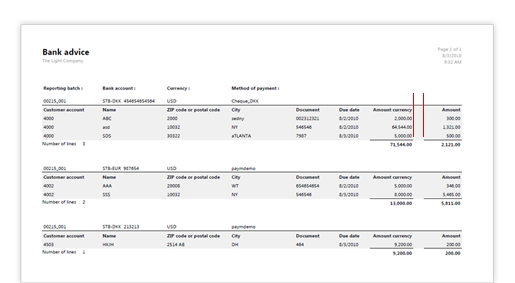 Bank advice
The Light Company
Page 1 of 1
8/3/2010
9:02 AM
Reporting batch : Bank account : Currency : Method of payment :
00215_001 STB-DKK 454654654564 USD Cheque_DKK
Customer account Name ZIP code or postal code City Document Due date Amount currency Amount
4000 ABC 2000 sedny 002312321 8/2/2010 2,000.00 300.00
4000 asd 10032 NY 546546 8/2/2010 64,544.00 1,321.00
4000 SDS 30322 aTLANTA 7987 8/3/2010 5,000.00 500.00
Number of lines 3 71,544.00 2,121.00
00215_001 STB-EUR 987654 USD paymdemo
Customer account Name ZIP code or postal code City Document Due date Amount currency Amount
4002 AAA 20005 WT 654654654 8/2/2010 5,000.00 346.00
4002 SSS 10032 NY 546546 8/3/2010 8,000.00 5,465.00
Number of lines 2 13,000.00 5,811.00
00215_001 STB-DKK 213213 USD paymdemo
Customer account Name ZIP code or postal code City Document Due date Amount currency Amount
4503 HKJH 2514 AB DH 464 8/3/2010 9,200.00 200.00
Number of lines 1 9,200.00 200.00